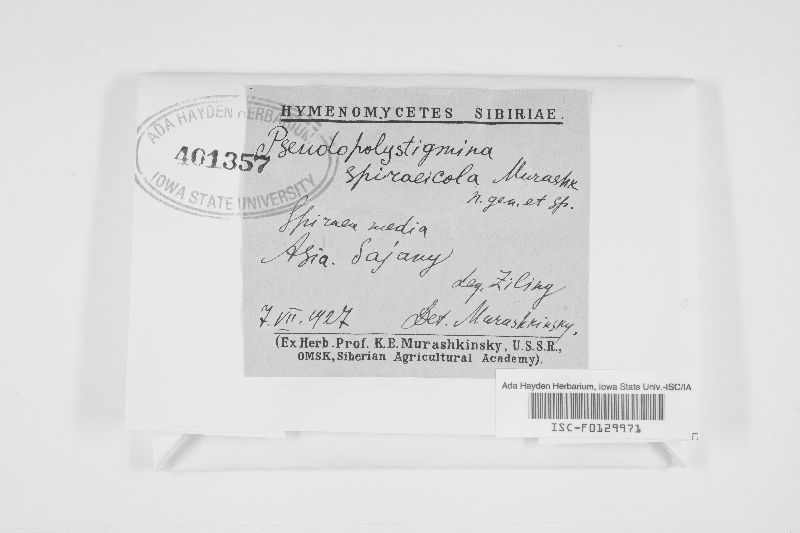 HYMENOMYCETES SIBIRIAE.
ADA HAYDEN HERBARIUM
401357
IOWA STATE UNIVERSITY
Pseudopolystigmina
spiraeicola Murashk
n. gen. et sp.
Spiraea media
Asia. Sajany
Leg. Ziling
7.VII.1927 Det. Murashkinsky.
(Ex Herb. Prof. K.E. Murashkinsky, U.S.S.R.,
OMSK, Siberian Agricultural Academy).
Ada Hayden Herbarium, Iowa State Univ.-ISC/IA
ISC-F0129971